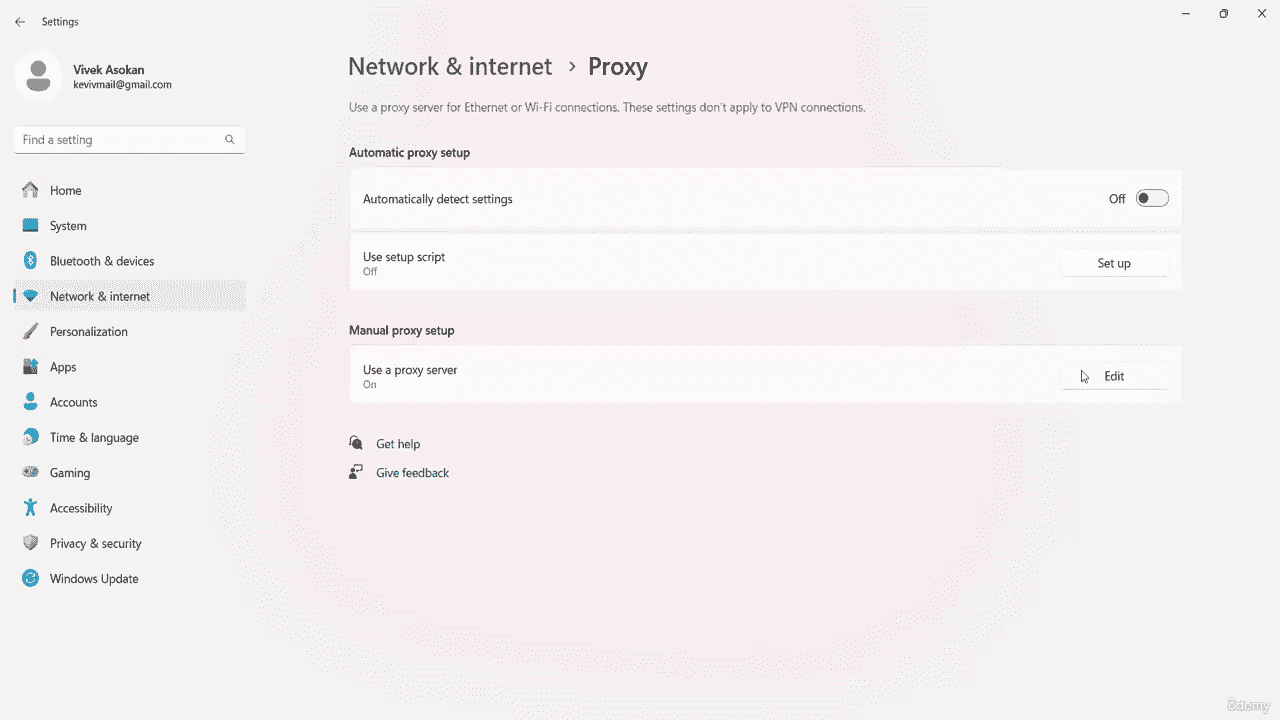 Settings
Vivek Asokan
kevivmail@gmail.com
Find a setting
Home
System
Bluetooth & devices
Network & internet
Personalization
Apps
Accounts
Time & language
Gaming
Accessibility
Privacy & security
Windows Update
Network & internet › Proxy
Use a proxy server for Ethernet or Wi-Fi connections. These settings don't apply to VPN connections.
Automatic proxy setup
Automatically detect settings
Off
Use setup script
Off
Set up
Manual proxy setup
Use a proxy server
On
Edit
Get help
Give feedback
ûdemy